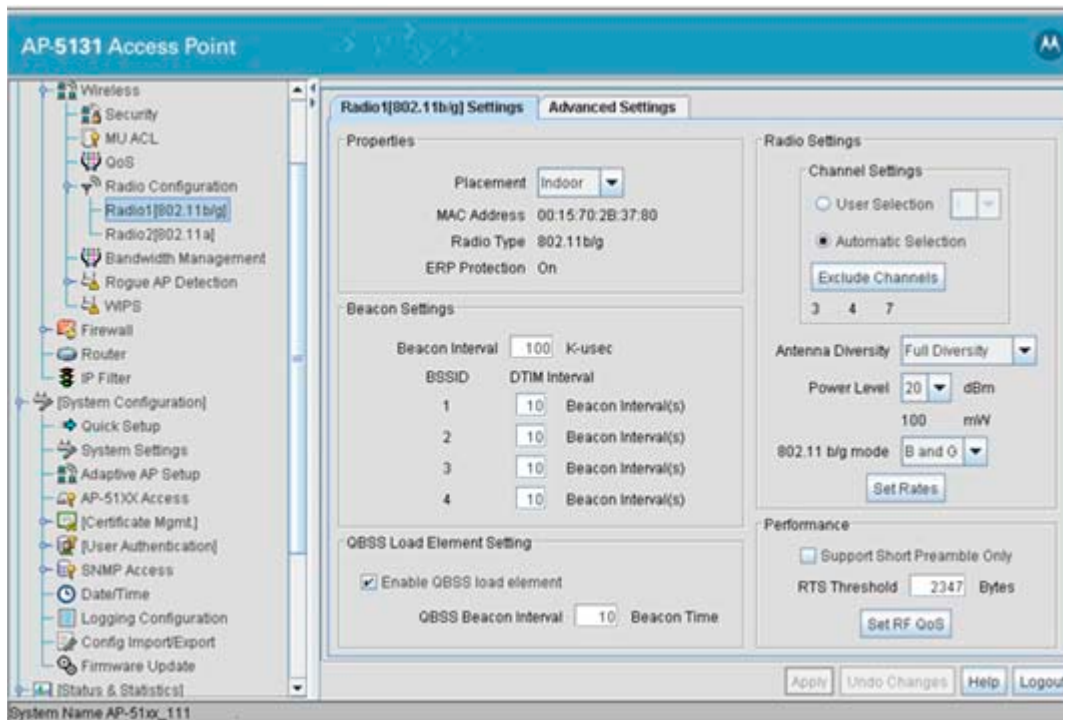 AP-5131 Access Point
Wireless
Security
MU ACL
QoS
Radio Configuration
Radio1[802.11b/g]
Radio2[802.11a]
Bandwidth Management
Rogue AP Detection
WIPS
Firewall
Router
IP Filter
[System Configuration]
Quick Setup
System Settings
Adaptive AP Setup
AP-51XX Access
[Certificate Mgmt.]
[User Authentication]
SNMP Access
Date/Time
Logging Configuration
Config Import/Export
Firmware Update
[Status & Statistics]
System Name AP-51xx_111
Radio1[802.11b/g] Settings
Advanced Settings
Properties
Placement Indoor
MAC Address 00:15:70:2B:37:80
Radio Type 802.11b/g
ERP Protection On
Beacon Settings
Beacon Interval 100 K-usec
BSSID DTIM Interval
1 10 Beacon Interval(s)
2 10 Beacon Interval(s)
3 10 Beacon Interval(s)
4 10 Beacon Interval(s)
QBSS Load Element Setting
Enable QBSS load element
QBSS Beacon Interval 10 Beacon Time
Radio Settings
Channel Settings
User Selection
Automatic Selection
Exclude Channels
3 4 7
Antenna Diversity Full Diversity
Power Level 20 dBm
100 mW
802.11 b/g mode B and G
Set Rates
Performance
Support Short Preamble Only
RTS Threshold 2347 Bytes
Set RF QoS
Apply
Undo Changes
Help
Logou